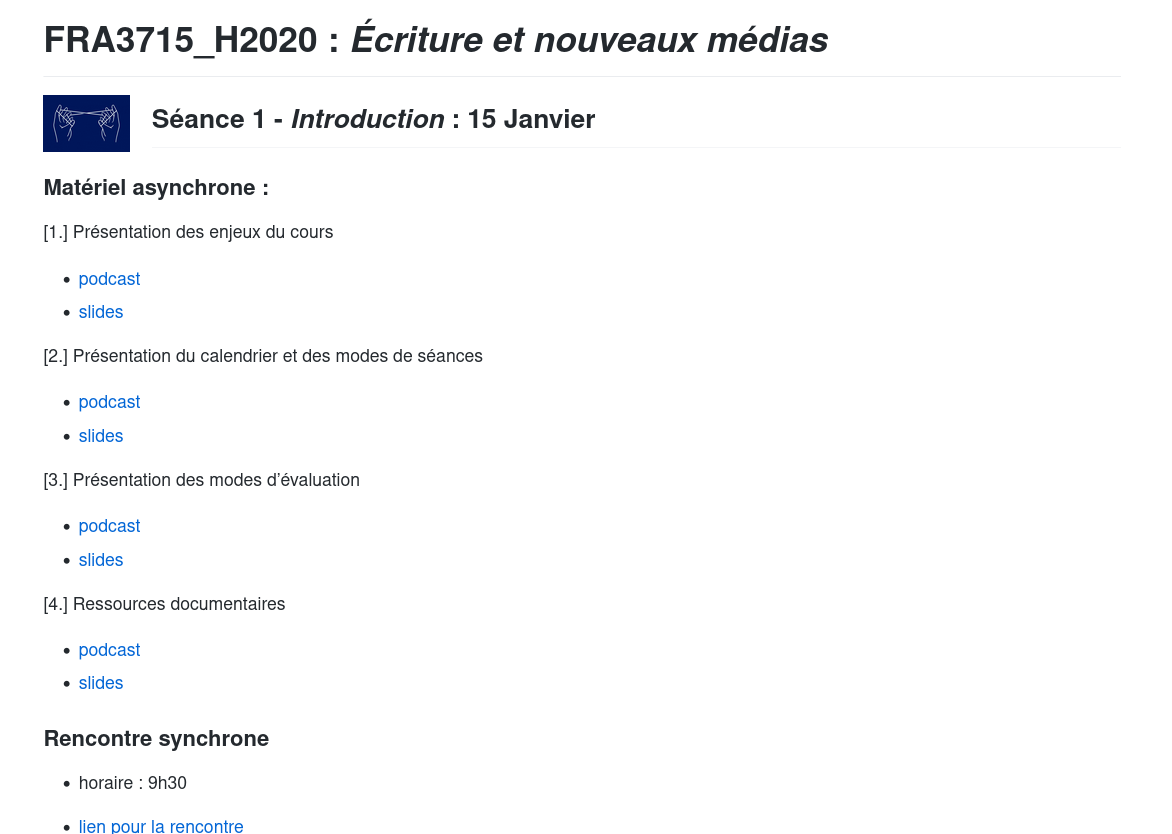 FRA3715_H2020 : Écriture et nouveaux médias
Séance 1 - Introduction : 15 Janvier
Matériel asynchrone :
[1.] Présentation des enjeux du cours
• podcast
• slides
[2.] Présentation du calendrier et des modes de séances
• podcast
• slides
[3.] Présentation des modes d’évaluation
• podcast
• slides
[4.] Ressources documentaires
• podcast
• slides
Rencontre synchrone
• horaire : 9h30
• lien pour la rencontre